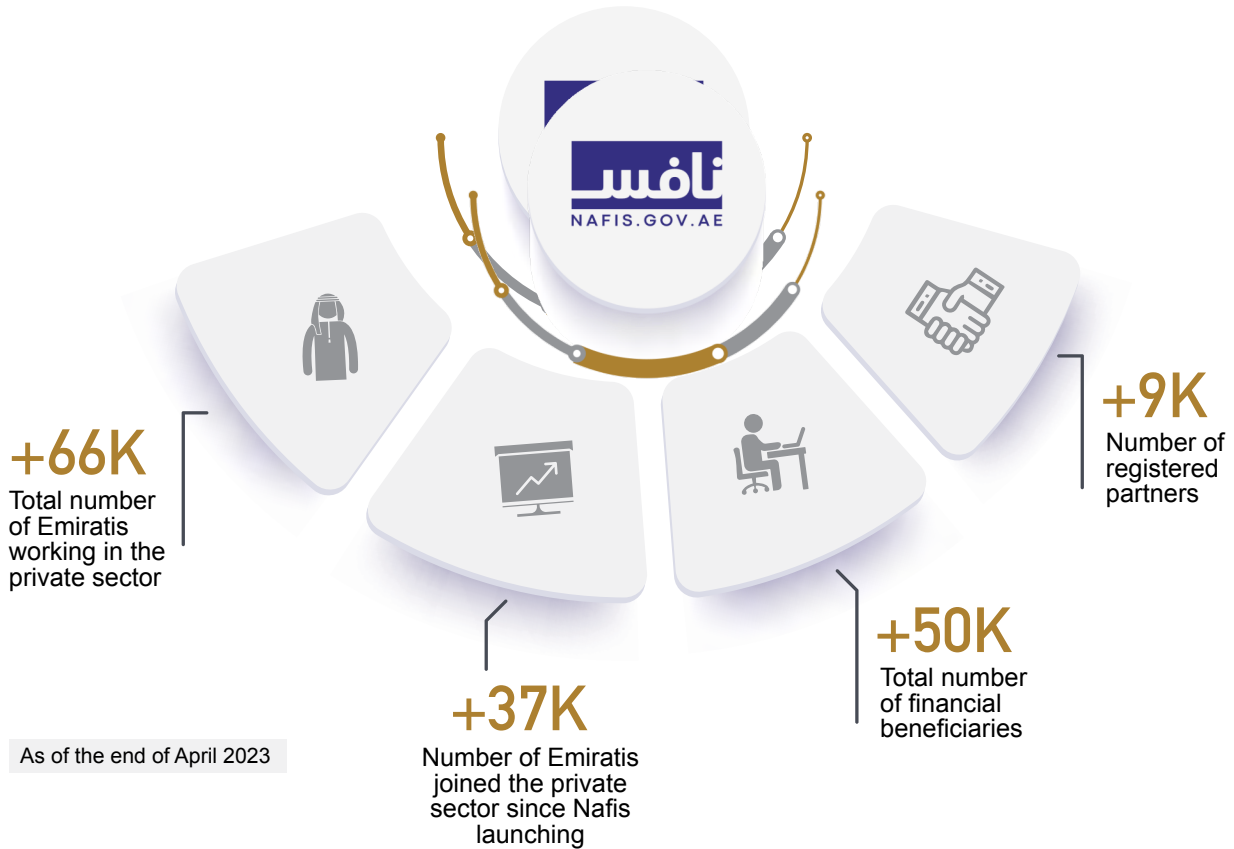 نافس
NAFIS.GOV.AE
+66K
Total number
of Emiratis
working in the
private sector
+37K
Number of Emiratis
joined the private
sector since Nafis
launching
+50K
Total number
of financial
beneficiaries
+9K
Number of
registered
partners
As of the end of April 2023